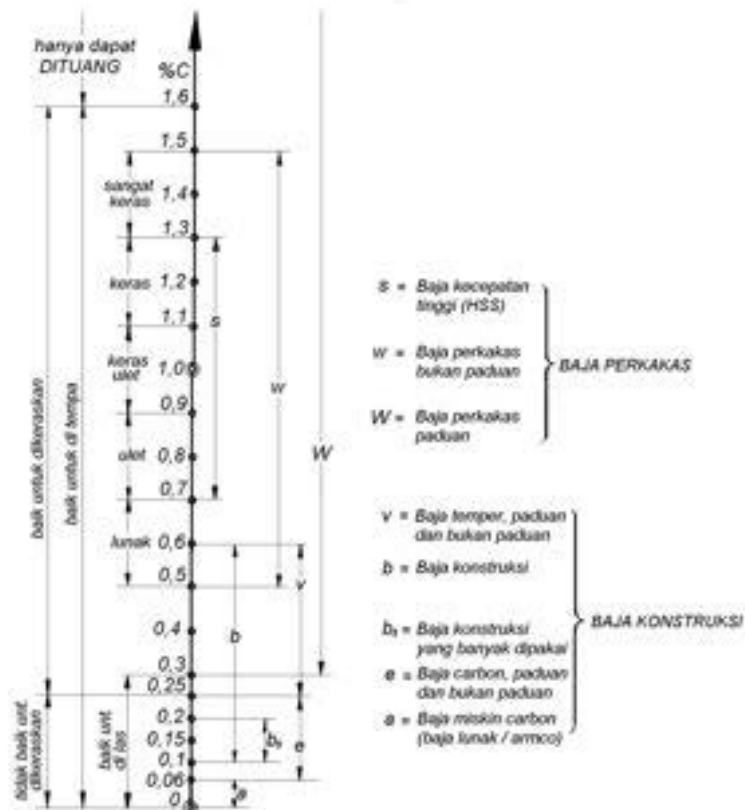 hanya dapat
DITUANG
%C
1,6
1,5
sangat
keras
1,4
1,3
keras
1,2
1,1
keras
ulet
1,0
0,9
ulet
0,8
0,7
lunak
0,6
0,5
0,4
0,3
0,25
0,2
0,15
0,1
0,06
0
baik untuk dikeraskan
baik untuk di tempa
tidak baik unt.
dikeraskan
baik unt.
di las
s
w
W
v
b
b₈
e
a
s = Baja kecepatan
tinggi (HSS)
w = Baja perkakas
bukan paduan
W = Baja perkakas
paduan
BAJA PERKAKAS
v = Baja temper, paduan
dan bukan paduan
b = Baja konstruksi
b₈ = Baja konstruksi
yang banyak dipakai
e = Baja carbon, paduan
dan bukan paduan
a = Baja miskin carbon
(baja lunak / armco)
BAJA KONSTRUKSI